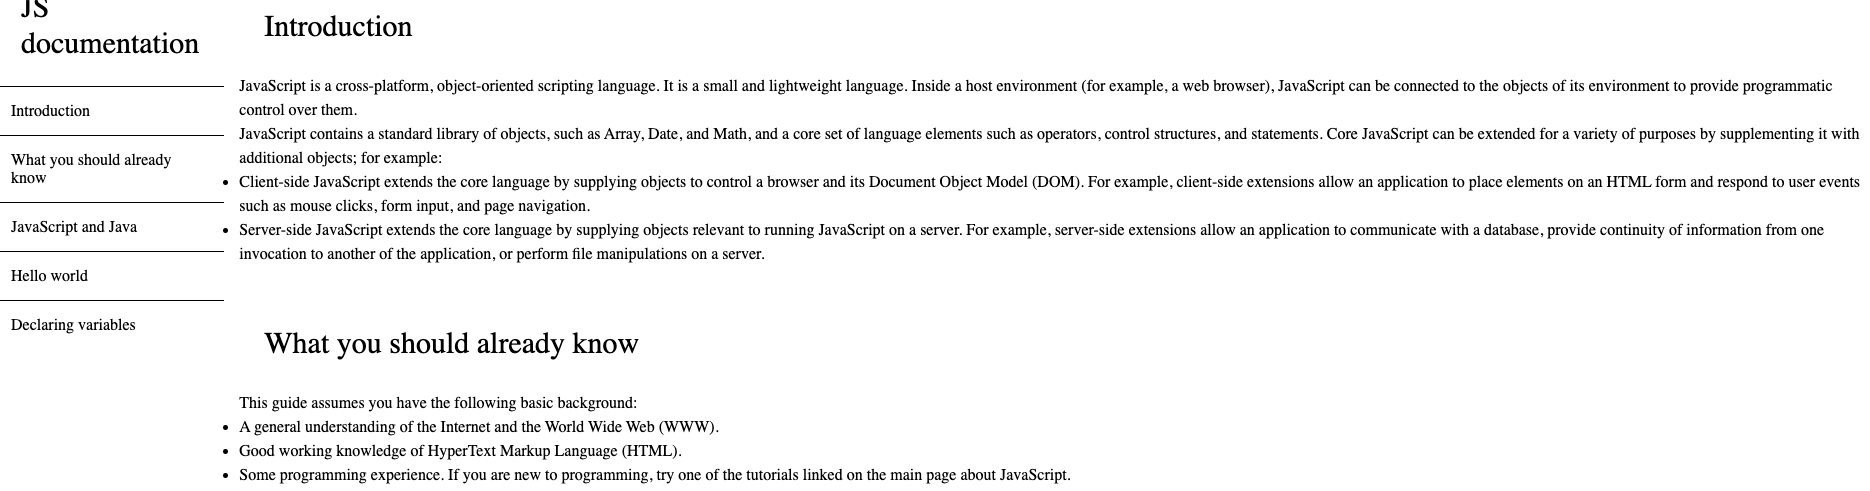 JS
documentation
Introduction
What you should already
know
JavaScript and Java
Hello world
Declaring variables
Introduction
JavaScript is a cross-platform, object-oriented scripting language. It is a small and lightweight language. Inside a host environment (for example, a web browser), JavaScript can be connected to the objects of its environment to provide programmatic
control over them.
JavaScript contains a standard library of objects, such as Array, Date, and Math, and a core set of language elements such as operators, control structures, and statements. Core JavaScript can be extended for a variety of purposes by supplementing it with
additional objects; for example:
• Client-side JavaScript extends the core language by supplying objects to control a browser and its Document Object Model (DOM). For example, client-side extensions allow an application to place elements on an HTML form and respond to user events
such as mouse clicks, form input, and page navigation.
• Server-side JavaScript extends the core language by supplying objects relevant to running JavaScript on a server. For example, server-side extensions allow an application to communicate with a database, provide continuity of information from one
invocation to another of the application, or perform file manipulations on a server.
What you should already know
This guide assumes you have the following basic background:
• A general understanding of the Internet and the World Wide Web (WWW).
• Good working knowledge of HyperText Markup Language (HTML).
• Some programming experience. If you are new to programming, try one of the tutorials linked on the main page about JavaScript.